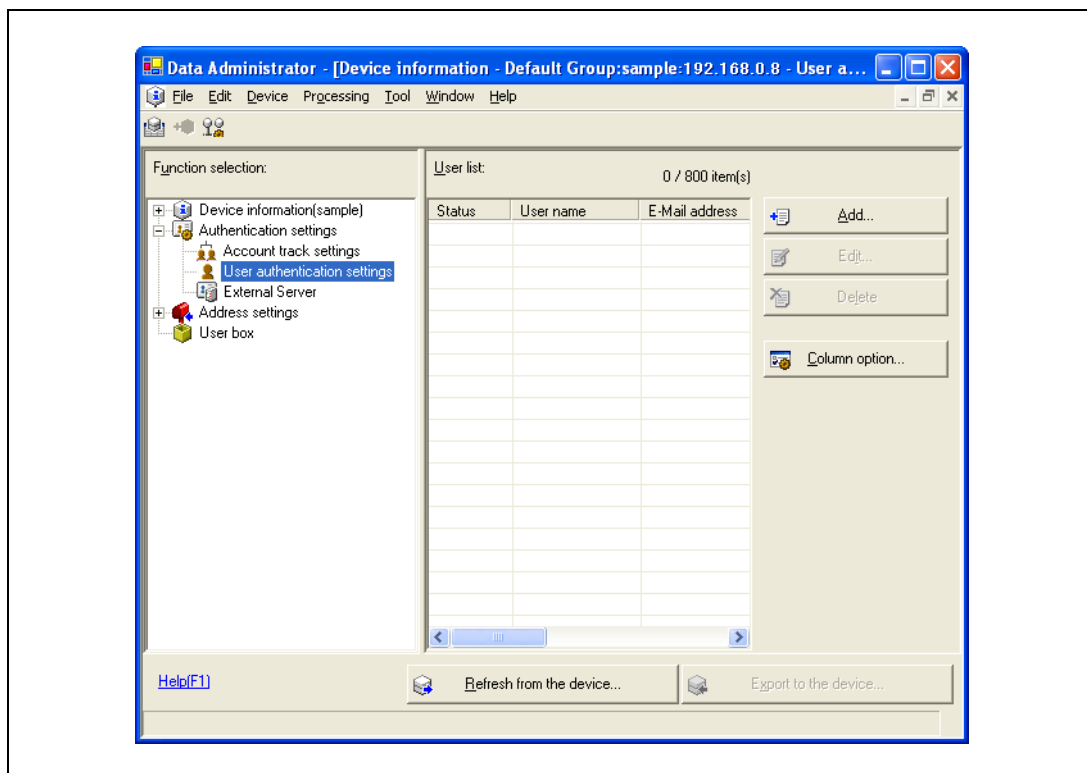 Data Administrator - [Device information - Default Group:sample:192.168.0.8 - User a...
File Edit Device Processing Tool Window Help
Function selection:
User list:
0 / 800 item(s)
Device information(sample)
Authentication settings
Account track settings
User authentication settings
External Server
Address settings
User box
Status User name E-Mail address
Add...
Edit...
Delete
Column option...
Help(F1)
Refresh from the device...
Export to the device...